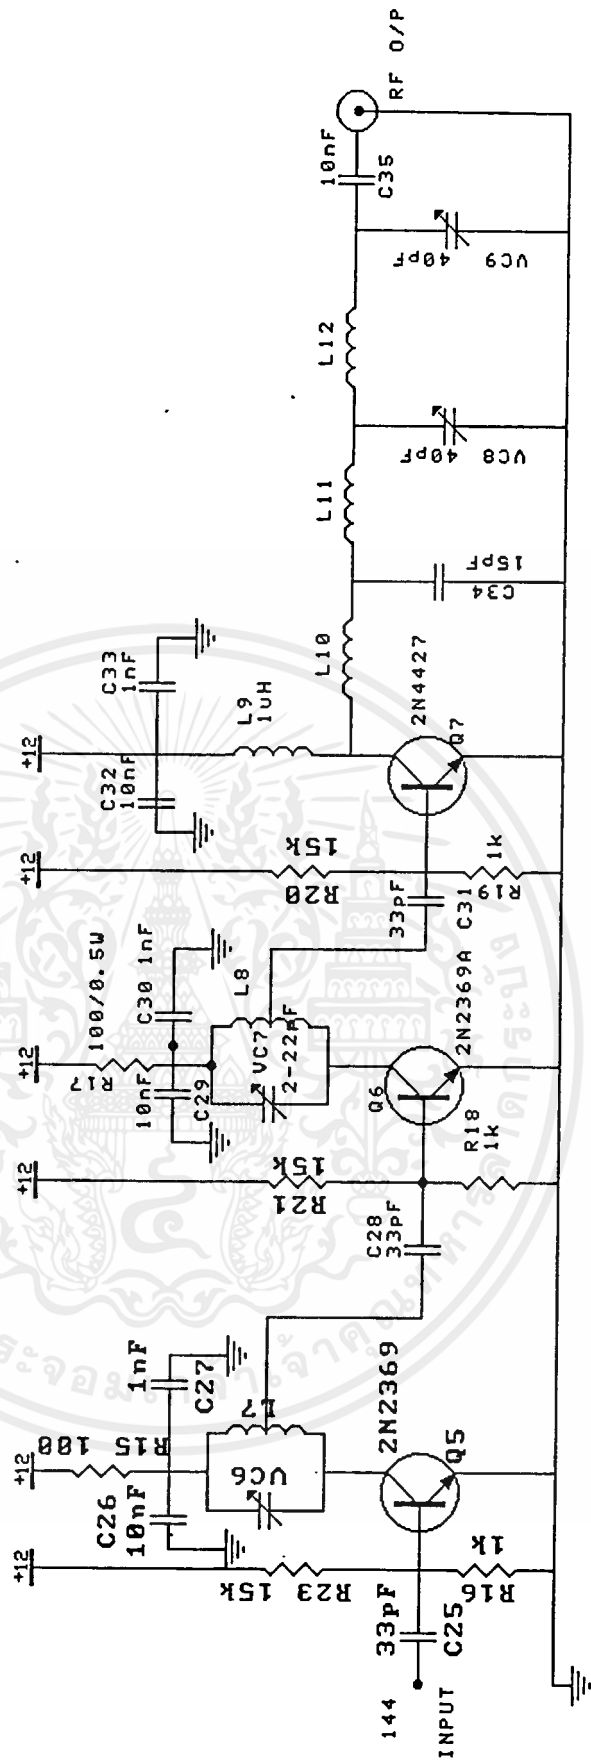 144
INPUT
33pF
C25
+12
15k
R23
R16
1k
+12
100
R15
C26
10nF
1nF
C27
VC6
L7
2N2369
Q5
C28
33pF
+12
R21
15k
R18
1k
+12
R17
100/0.5W
10nF
C29
C30 1nF
VC7
2-22pF
L8
Q6
2N2369A
33pF
C31
+12
R20
15k
R19
1k
+12
C32
10nF
C33
1nF
L9
1UH
2N4427
Q7
L10
C34
15pF
L11
40pF
VC8
L12
40pF
VC9
10nF
C35
RF O/P